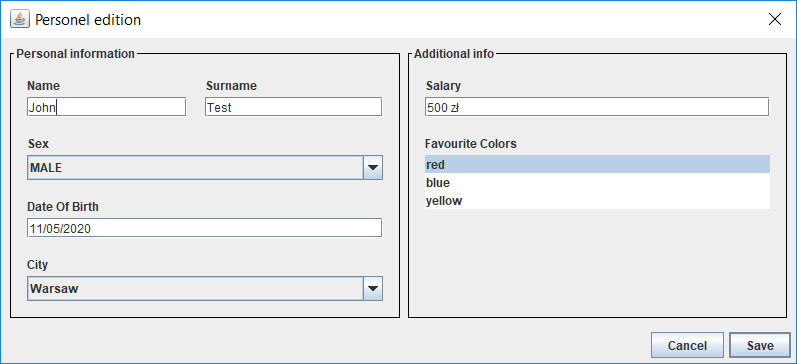 Personel edition
Personal information
Name Surname
John Test
Sex
MALE
Date Of Birth
11/05/2020
City
Warsaw
Additional info
Salary
500 zł
Favourite Colors
red
blue
yellow
Cancel Save